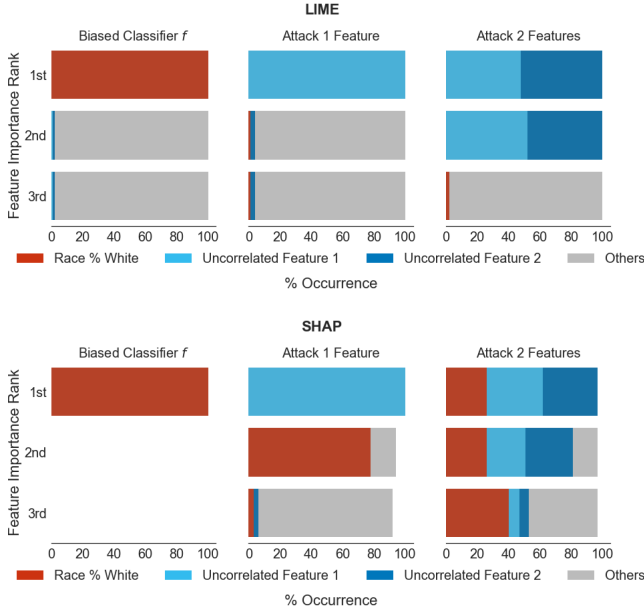 LIME
Biased Classifier f
Attack 1 Feature
Attack 2 Features
Feature Importance Rank
1st
2nd
3rd
0 20 40 60 80 100
0 20 40 60 80 100
0 20 40 60 80 100
Race % White
Uncorrelated Feature 1
Uncorrelated Feature 2
Others
% Occurrence
SHAP
Biased Classifier f
Attack 1 Feature
Attack 2 Features
Feature Importance Rank
1st
2nd
3rd
0 20 40 60 80 100
0 20 40 60 80 100
0 20 40 60 80 100
Race % White
Uncorrelated Feature 1
Uncorrelated Feature 2
Others
% Occurrence